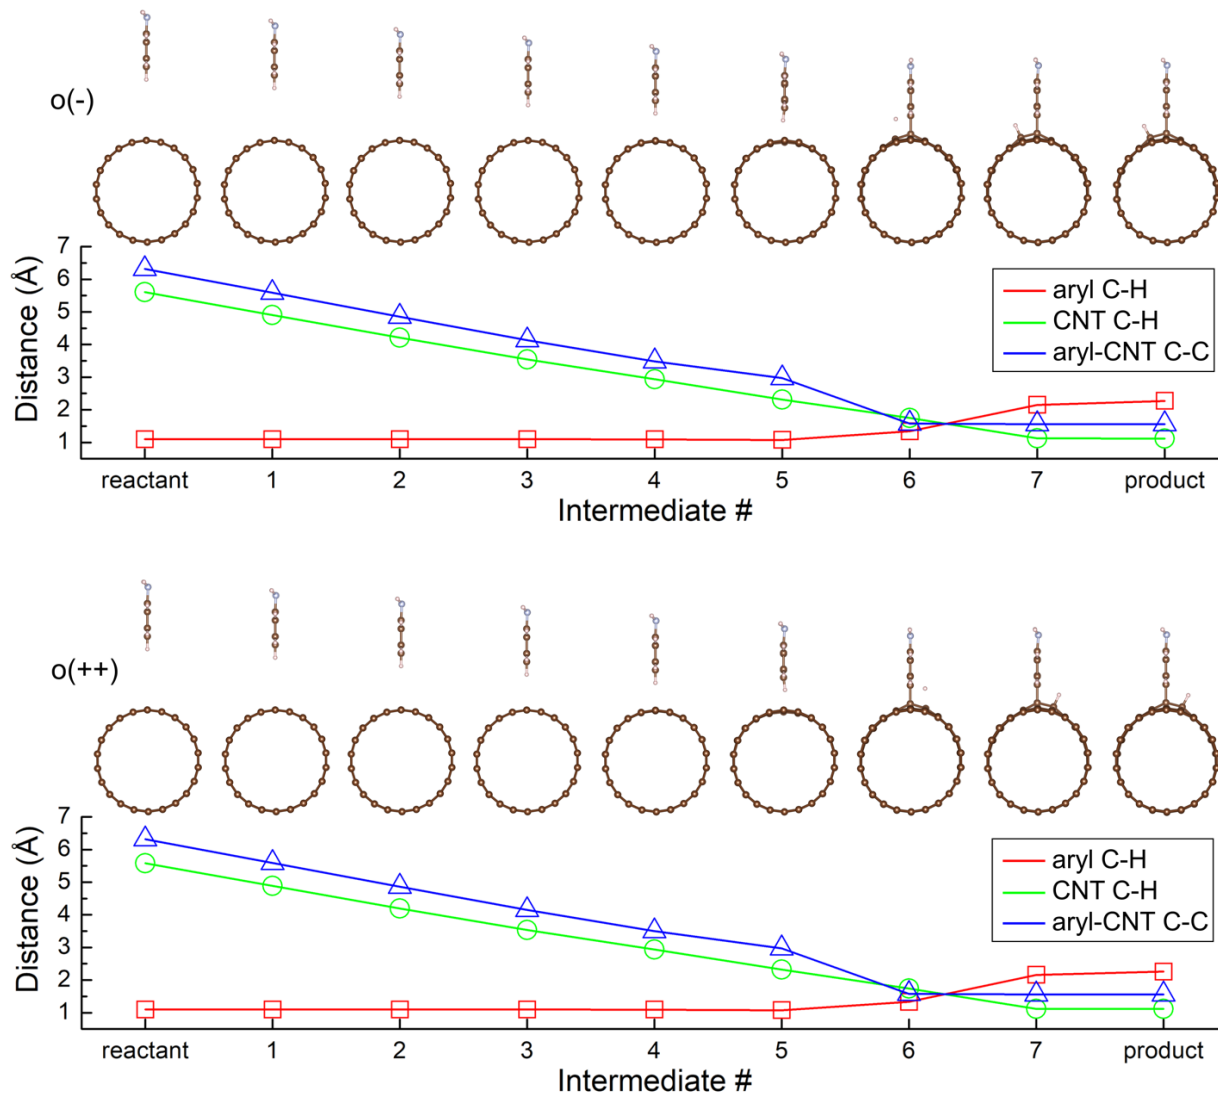 o(-)
7
6
5
4
3
2
1
Distance (Å)
aryl C-H
CNT C-H
aryl-CNT C-C
reactant 1 2 3 4 5 6 7 product
Intermediate #
o(++)
7
6
5
4
3
2
1
Distance (Å)
aryl C-H
CNT C-H
aryl-CNT C-C
reactant 1 2 3 4 5 6 7 product
Intermediate #